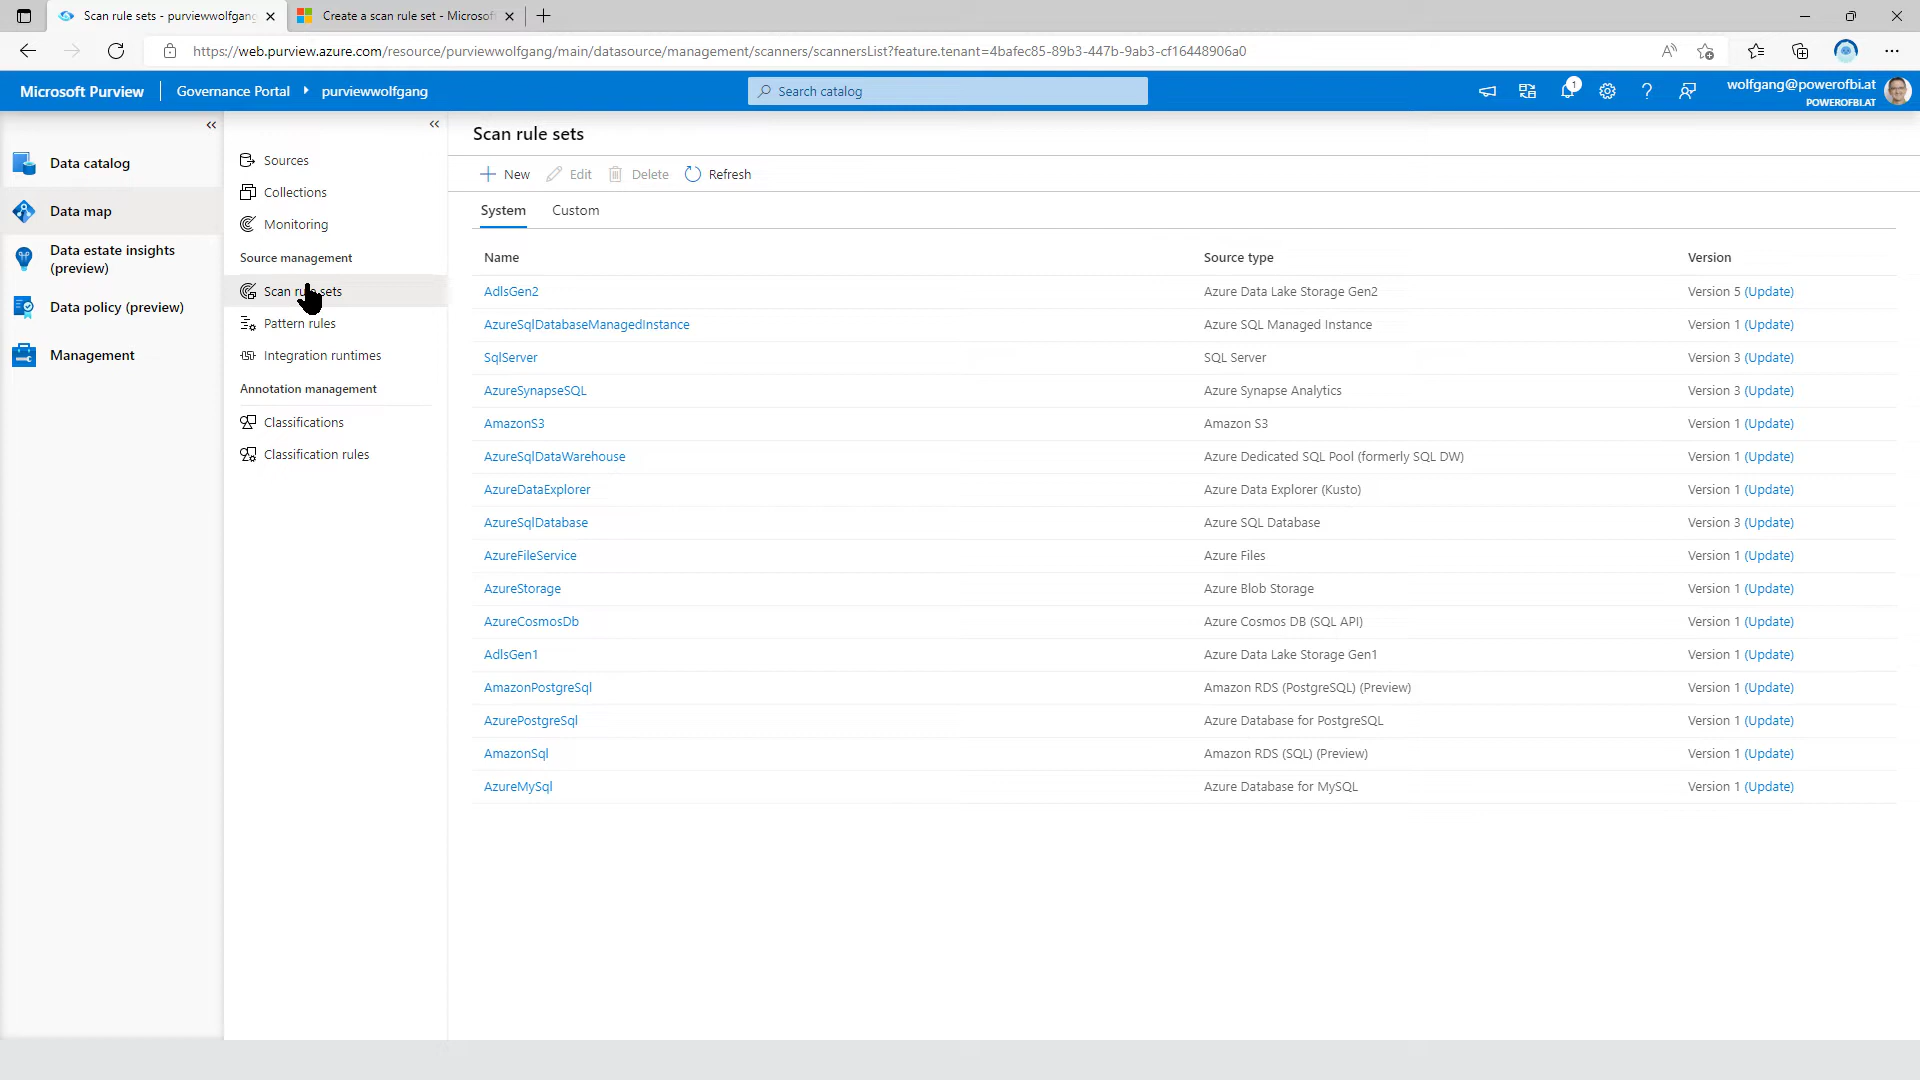 Scan rule sets - purviewwolfgang
Create a scan rule set - Microsoft
https://web.purview.azure.com/resource/purviewwolfgang/main/datasource/management/scanners/scannersList?feature.tenant=4bafec85-89b3-447b-9ab3-cf16448906a0
Microsoft Purview
Governance Portal
purviewwolfgang
Search catalog
1
wolfgang@powerofbi.at
POWEROFBI.AT
Data catalog
Data map
Data estate insights
(preview)
Data policy (preview)
Management
Sources
Collections
Monitoring
Source management
Scan rule sets
Pattern rules
Integration runtimes
Annotation management
Classifications
Classification rules
Scan rule sets
New Edit Delete Refresh
System Custom
Name Source type Version
AdlsGen2 Azure Data Lake Storage Gen2 Version 5 (Update)
AzureSqlDatabaseManagedInstance Azure SQL Managed Instance Version 1 (Update)
SqlServer SQL Server Version 3 (Update)
AzureSynapseSQL Azure Synapse Analytics Version 3 (Update)
AmazonS3 Amazon S3 Version 1 (Update)
AzureSqlDataWarehouse Azure Dedicated SQL Pool (formerly SQL DW) Version 1 (Update)
AzureDataExplorer Azure Data Explorer (Kusto) Version 1 (Update)
AzureSqlDatabase Azure SQL Database Version 3 (Update)
AzureFileService Azure Files Version 1 (Update)
AzureStorage Azure Blob Storage Version 1 (Update)
AzureCosmosDb Azure Cosmos DB (SQL API) Version 1 (Update)
AdlsGen1 Azure Data Lake Storage Gen1 Version 1 (Update)
AmazonPostgreSql Amazon RDS (PostgreSQL) (Preview) Version 1 (Update)
AzurePostgreSql Azure Database for PostgreSQL Version 1 (Update)
AmazonSql Amazon RDS (SQL) (Preview) Version 1 (Update)
AzureMySql Azure Database for MySQL Version 1 (Update)